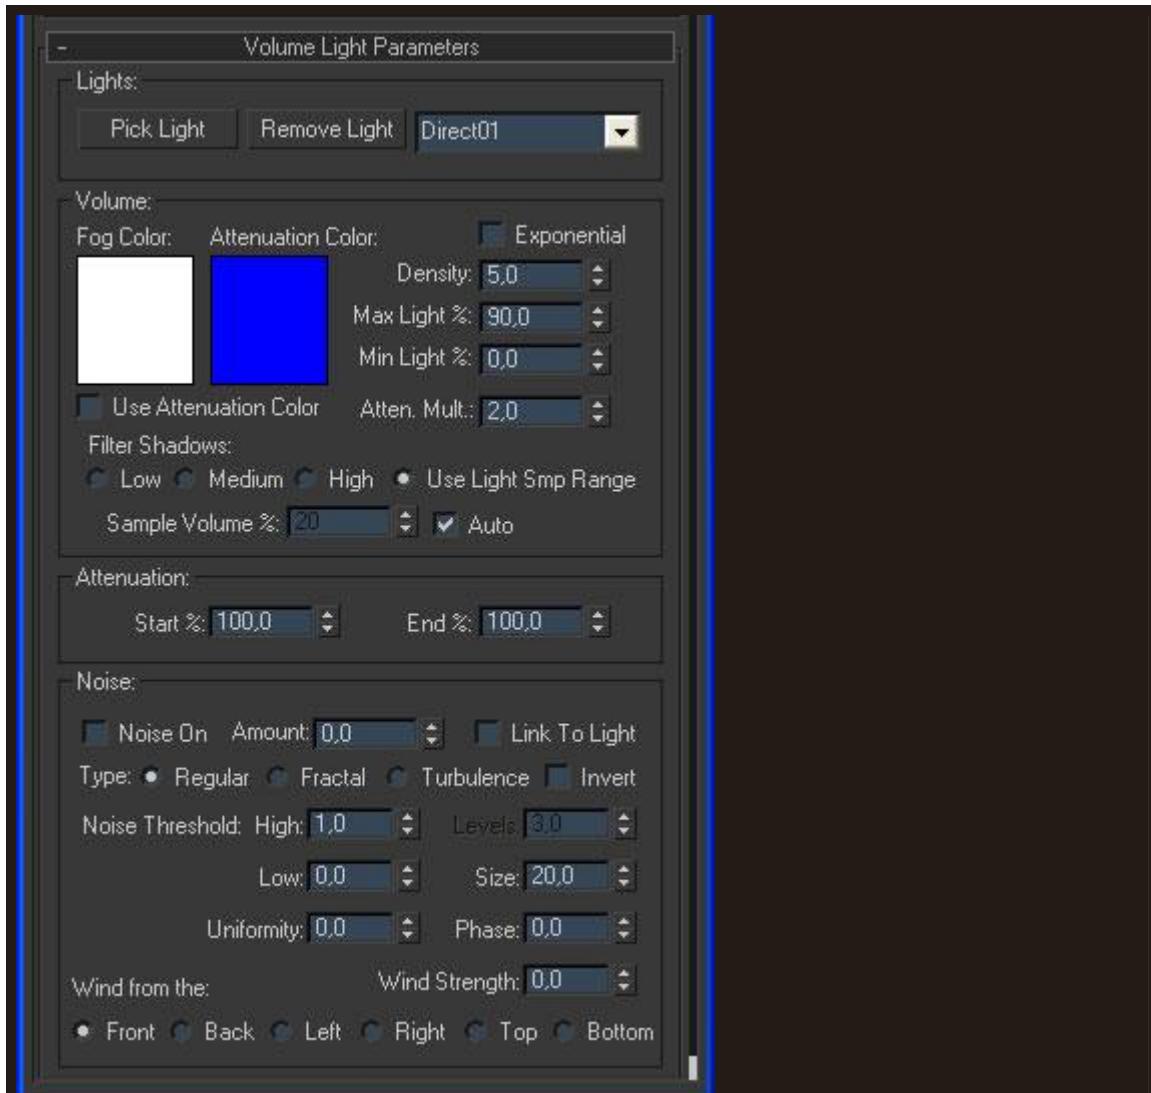 - Volume Light Parameters
Lights:
Pick Light Remove Light Direct01
Volume:
Fog Color: Attenuation Color: Exponential
Density: 5,0
Max Light %: 90,0
Min Light %: 0,0
Use Attenuation Color Atten. Mult.: 2,0
Filter Shadows:
Low Medium High Use Light Smp Range
Sample Volume %: 20 Auto
Attenuation:
Start %: 100,0 End %: 100,0
Noise:
Noise On Amount: 0,0 Link To Light
Type: Regular Fractal Turbulence Invert
Noise Threshold: High: 1,0 Levels: 3,0
Low: 0,0 Size: 20,0
Uniformity: 0,0 Phase: 0,0
Wind from the: Wind Strength: 0,0
Front Back Left Right Top Bottom